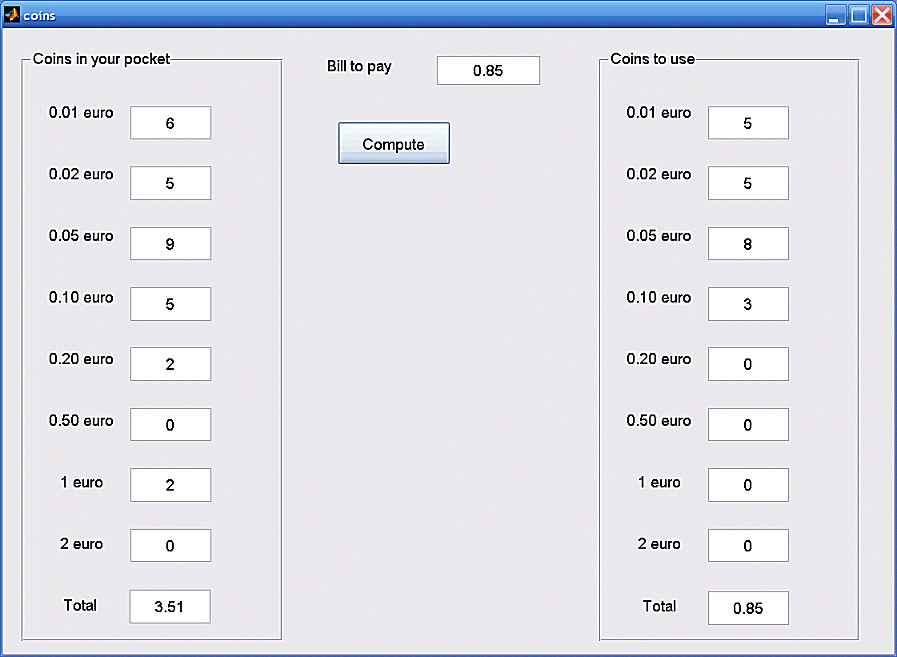 coins
Coins in your pocket
0.01 euro 6
0.02 euro 5
0.05 euro 9
0.10 euro 5
0.20 euro 2
0.50 euro 0
1 euro 2
2 euro 0
Total 3.51
Bill to pay 0.85
Compute
Coins to use
0.01 euro 5
0.02 euro 5
0.05 euro 8
0.10 euro 3
0.20 euro 0
0.50 euro 0
1 euro 0
2 euro 0
Total 0.85